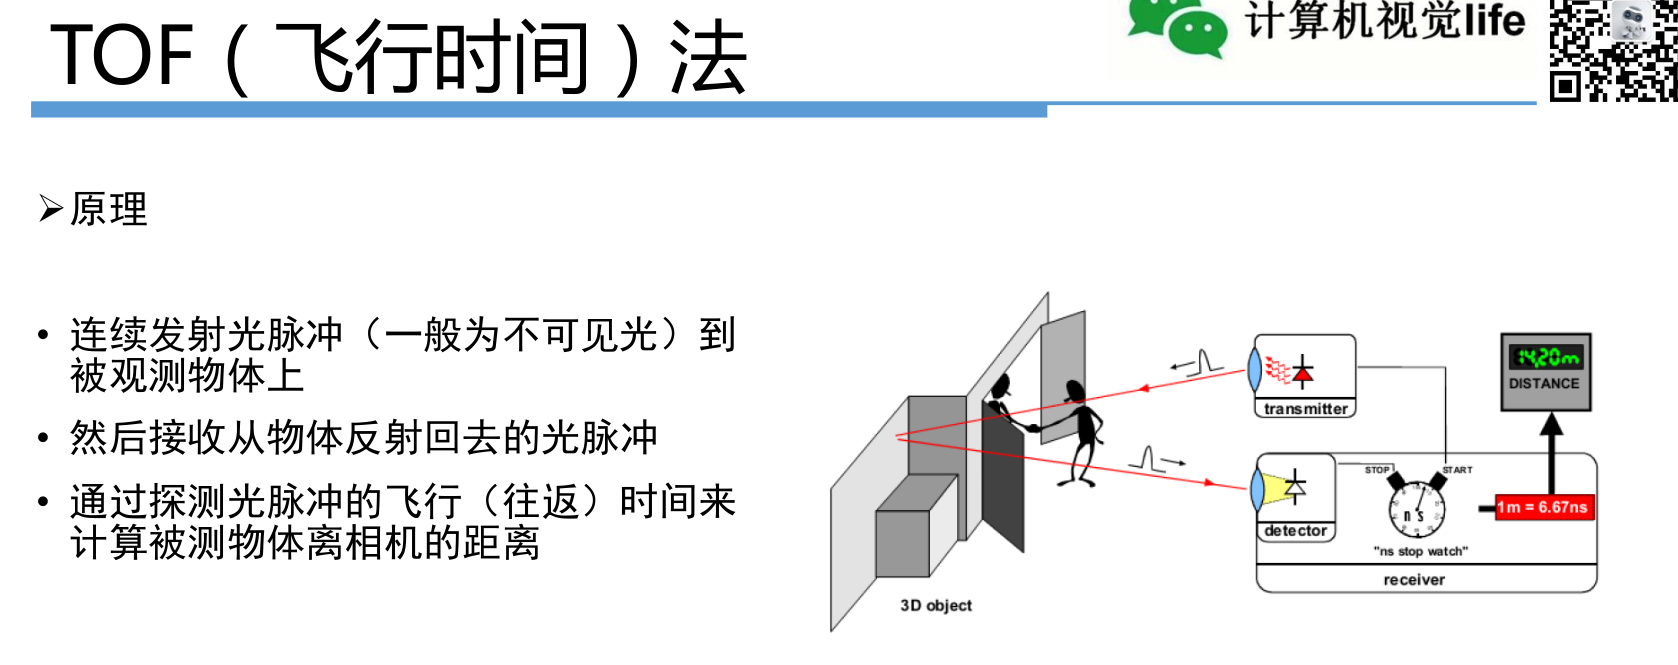 TOF（飞行时间）法
计算机视觉life
➢原理
• 连续发射光脉冲（一般为不可见光）到
被观测物体上
• 然后接收从物体反射回去的光脉冲
• 通过探测光脉冲的飞行（往返）时间来
计算被测物体离相机的距离
transmitter
14,20m
DISTANCE
STOP
START
1m = 6.67ns
ns
detector
"ns stop watch"
receiver
3D object